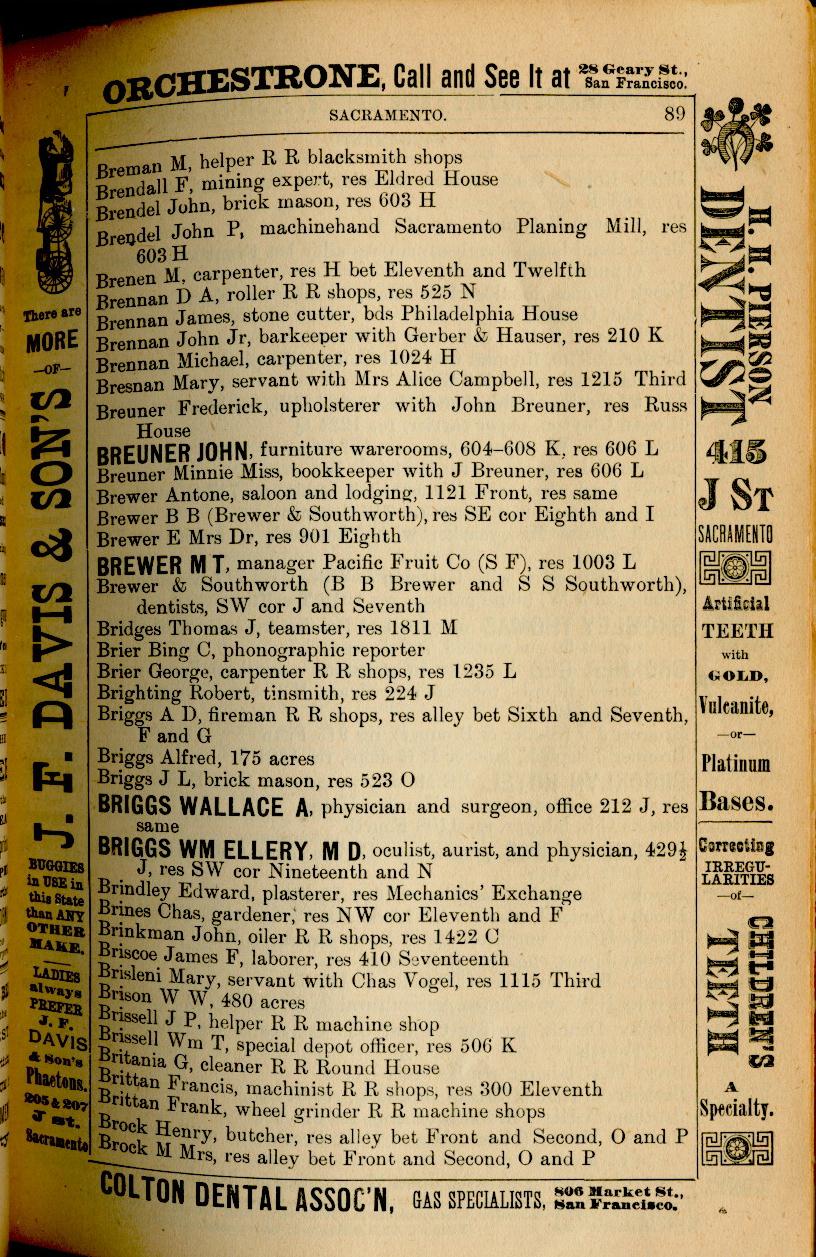 ORCHESTRONE, Call and See It at 28 Geary St., San Francisco.
SACRAMENTO. 89
Breman M, helper R R blacksmith shops
Brendall F, mining expert, res Eldred House
Brendel John, brick mason, res 603 H
Brendel John P, machinehand Sacramento Planing Mill, res
603 H
Brenen M, carpenter, res H bet Eleventh and Twelfth
Brennan D A, roller R R shops, res 525 N
Brennan James, stone cutter, bds Philadelphia House
Brennan John Jr, barkeeper with Gerber & Hauser, res 210 K
Brennan Michael, carpenter, res 1024 H
Bresnan Mary, servant with Mrs Alice Campbell, res 1215 Third
Breuner Frederick, upholsterer with John Breuner, res Russ
House
BREUNER JOHN, furniture warerooms, 604-608 K, res 606 L
Breuner Minnie Miss, bookkeeper with J Breuner, res 606 L
Brewer Antone, saloon and lodging, 1121 Front, res same
Brewer B B (Brewer & Southworth), res SE cor Eighth and I
Brewer E Mrs Dr, res 901 Eighth
BREWER M T, manager Pacific Fruit Co (S F), res 1003 L
Brewer & Southworth (B B Brewer and S S Southworth),
dentists, SW cor J and Seventh
Bridges Thomas J, teamster, res 1811 M
Brier Bing C, phonographic reporter
Brier George, carpenter R R shops, res 1235 L
Brighting Robert, tinsmith, res 224 J
Briggs A D, fireman R R shops, res alley bet Sixth and Seventh,
F and G
Briggs Alfred, 175 acres
Briggs J L, brick mason, res 523 O
BRIGGS WALLACE A, physician and surgeon, office 212 J, res
same
BRIGGS WM ELLERY, M D, oculist, aurist, and physician, 429½
J, res SW cor Nineteenth and N
Brindley Edward, plasterer, res Mechanics' Exchange
Brines Chas, gardener, res NW cor Eleventh and F
Brinkman John, oiler R R shops, res 1422 C
Briscoe James F, laborer, res 410 Seventeenth
Brisleni Mary, servant with Chas Vogel, res 1115 Third
Brison W W, 480 acres
Brissell J P, helper R R machine shop
Brissell Wm T, special depot officer, res 506 K
Britania G, cleaner R R Round House
Brittan Francis, machinist R R shops, res 300 Eleventh
Brittan Frank, wheel grinder R R machine shops
Brock Henry, butcher, res alley bet Front and Second, O and P
Brock M Mrs, res alley bet Front and Second, O and P
COLTON DENTAL ASSOC'N, GAS SPECIALISTS, 806 Market St., San Francisco.
There are
MORE
—OF—
J. F. DAVIS & SON'S
BUGGIES
in USE in
this State
than ANY
OTHER
MAKE.
LADIES
always
PREFER
J. F.
DAVIS
& Son's
Phaetons.
205 & 207
J St.
Sacramento
H. H. PIERSON
DENTIST
415
J ST
SACRAMENTO
Artificial
TEETH
with
GOLD,
Vulcanite,
—or—
Platinum
Bases.
Correcting
IRREGU-
LARITIES
—of—
CHILDREN'S
TEETH
A
Specialty.